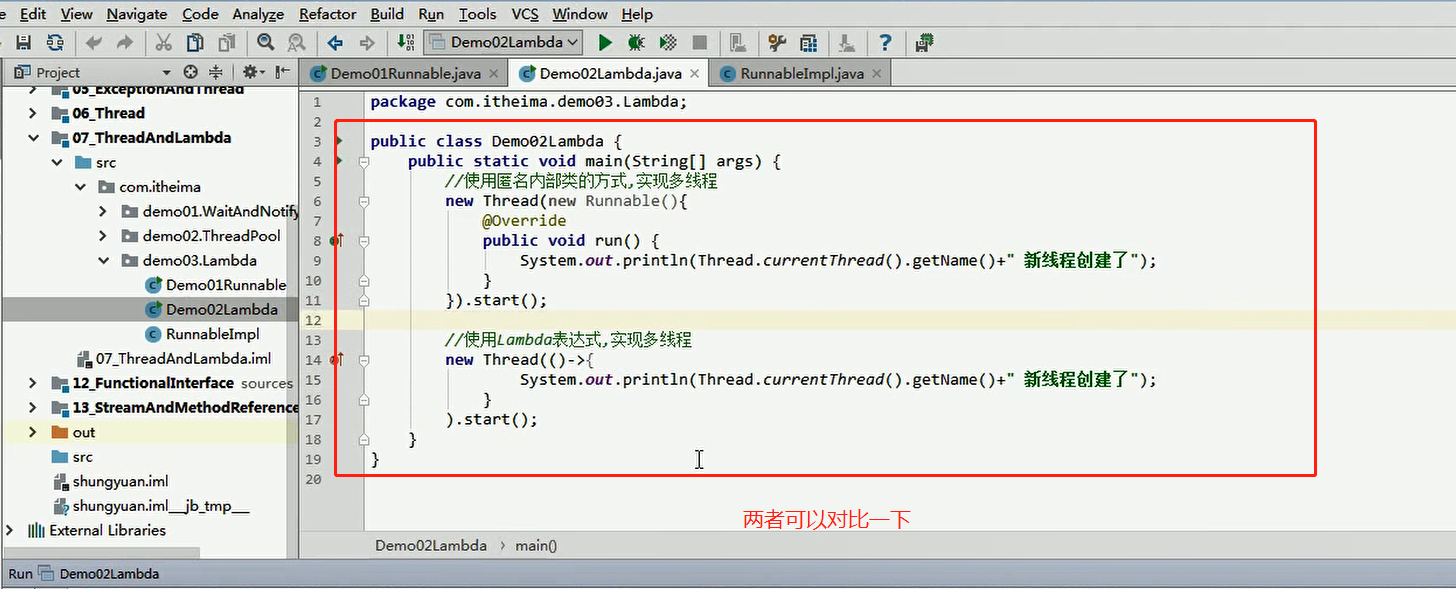 e Edit View Navigate Code Analyze Refactor Build Run Tools VCS Window Help
Demo02Lambda
Project
Demo01Runnable.java
Demo02Lambda.java
RunnableImpl.java
05_ExceptionAndThread
06_Thread
07_ThreadAndLambda
src
com.itheima
demo01.WaitAndNotify
demo02.ThreadPool
demo03.Lambda
Demo01Runnable
Demo02Lambda
RunnableImpl
07_ThreadAndLambda.iml
12_FunctionalInterface sources
13_StreamAndMethodReference
out
src
shungyuan.iml
shungyuan.iml__jb_tmp__
External Libraries
1 package com.itheima.demo03.Lambda;
2
3 public class Demo02Lambda {
4 public static void main(String[] args) {
5 //使用匿名内部类的方式,实现多线程
6 new Thread(new Runnable(){
7 @Override
8 public void run() {
9 System.out.println(Thread.currentThread().getName()+" 新线程创建了");
10 }
11 }).start();
12
13 //使用Lambda表达式,实现多线程
14 new Thread(()->{
15 System.out.println(Thread.currentThread().getName()+" 新线程创建了");
16 }
17 ).start();
18 }
19 }
20
两者可以对比一下
Demo02Lambda › main()
Run Demo02Lambda